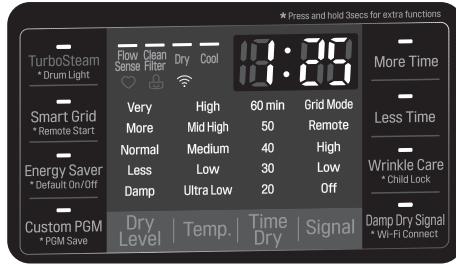 * Press and hold 3secs for extra functions
TurboSteam
* Drum Light
Smart Grid
* Remote Start
Energy Saver
* Default On/Off
Custom PGM
* PGM Save
Flow Sense
Clean Filter
Dry
Cool
1:25
Very High 60 min Grid Mode
More Mid High 50 Remote
Normal Medium 40 High
Less Low 30 Low
Damp Ultra Low 20 Off
Dry Level
Temp.
Time Dry
Signal
More Time
Less Time
Wrinkle Care
* Child Lock
Damp Dry Signal
* Wi-Fi Connect